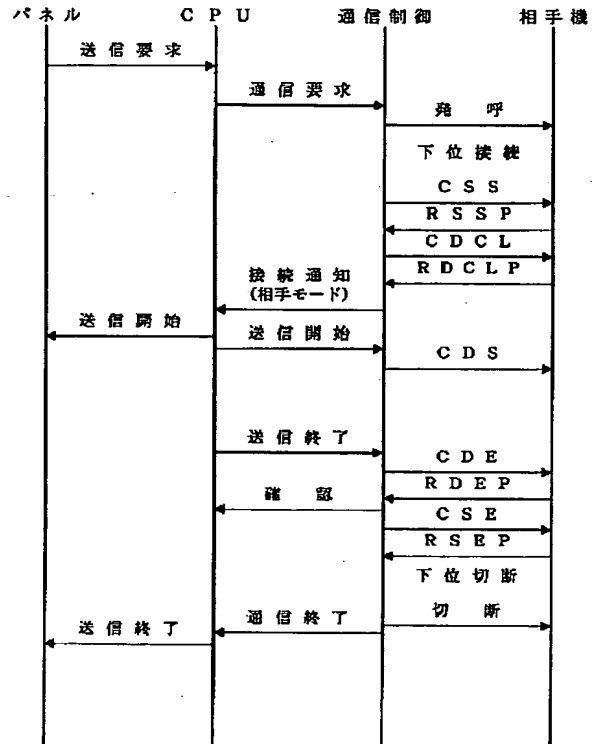 パネル CPU 通信制御 相手機
送信要求
通信要求
発呼
下位接続
CSS
RSSP
CDCL
RDCLP
接続通知
(相手モード)
送信開始
送信開始
CDS
送信終了
CDE
RDEP
確認
CSE
RSEP
下位切断
切断
通信終了
送信終了